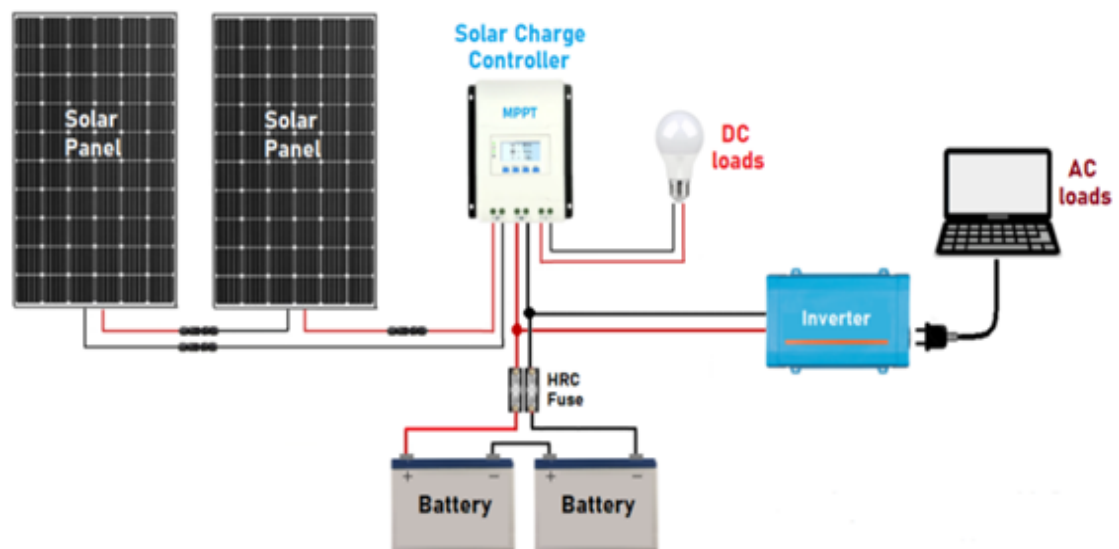 Solar Charge
Controller
MPPT
Solar
Panel
Solar
Panel
DC
loads
AC
loads
Inverter
HRC
Fuse
+
−
+
−
Battery
Battery